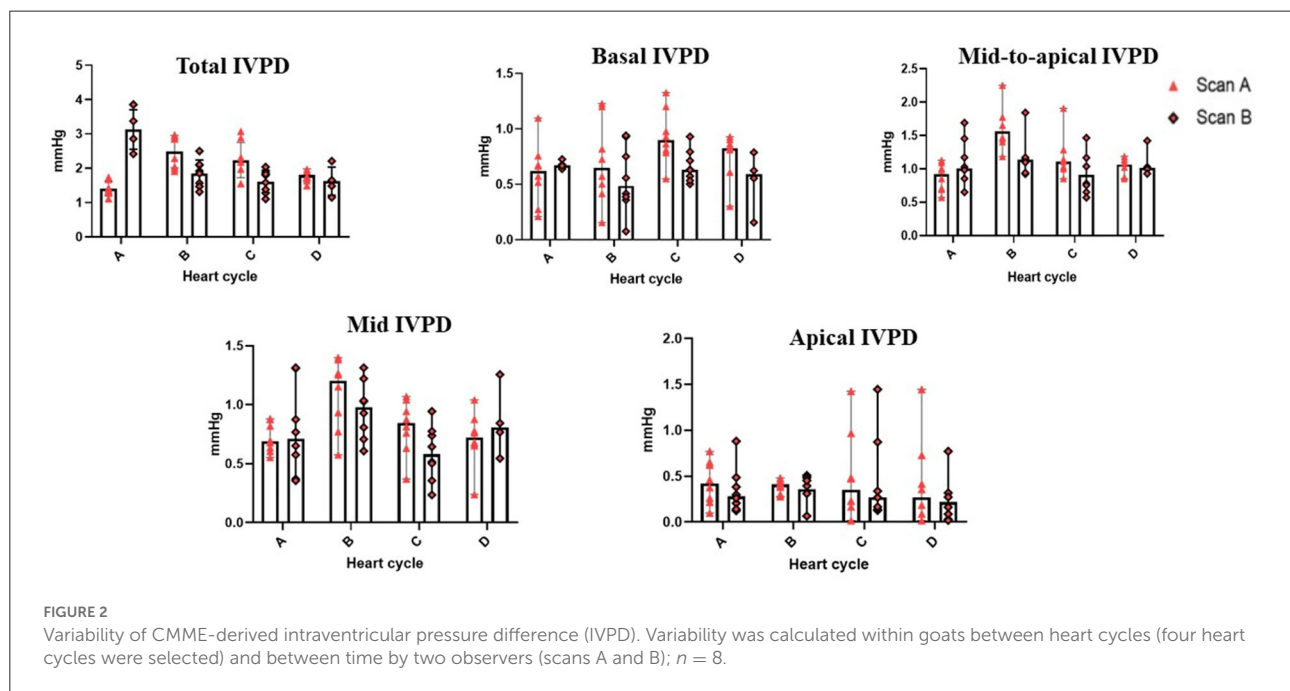 Total IVPD
5
4
3
2
1
0
mmHg
A
B
C
D
Heart cycle
Basal IVPD
1.5
1.0
0.5
0.0
mmHg
A
B
C
D
Heart cycle
Mid-to-apical IVPD
2.5
2.0
1.5
1.0
0.5
0.0
mmHg
A
B
C
D
Heart cycle
Scan A
Scan B
Mid IVPD
1.5
1.0
0.5
0.0
mmHg
A
B
C
D
Heart cycle
Apical IVPD
2.0
1.5
1.0
0.5
0.0
mmHg
A
B
C
D
Heart cycle
FIGURE 2
Variability of CMME-derived intraventricular pressure difference (IVPD). Variability was calculated within goats between heart cycles (four heart
cycles were selected) and between time by two observers (scans A and B); n = 8.